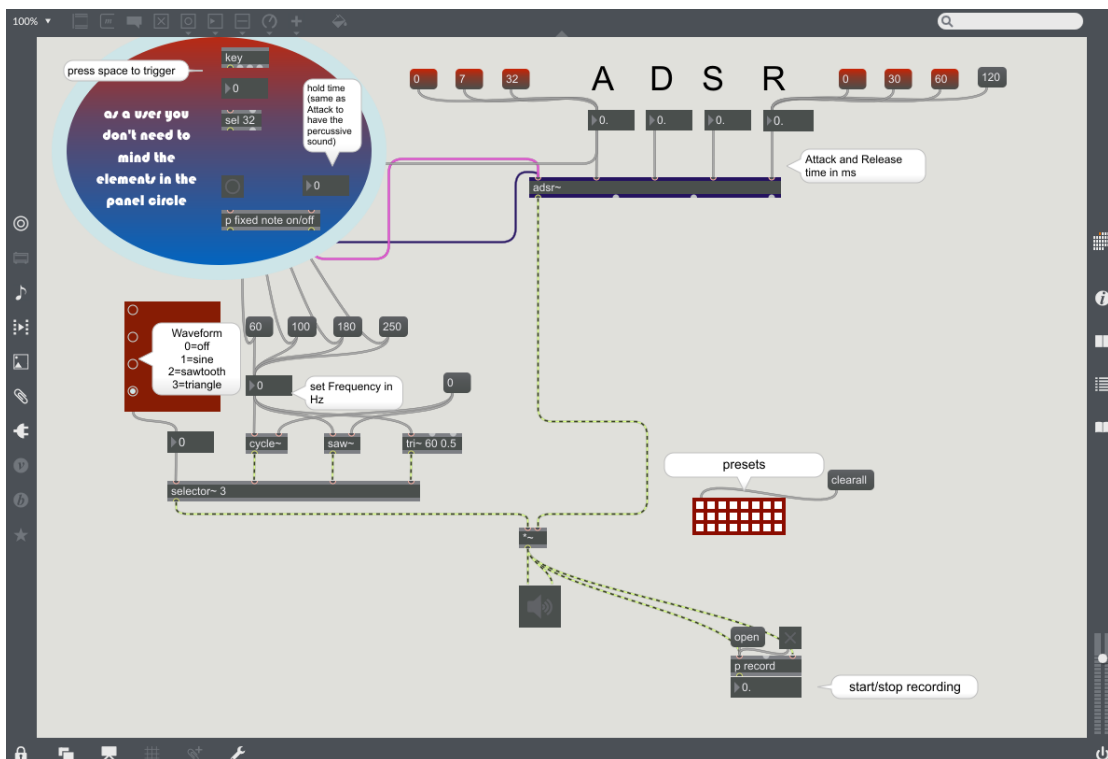 100% ▼
key
press space to trigger
0
sel 32
hold time
(same as
Attack to
have the
percussive
sound)
as a user you
don't need to
mind the
elements in the
panel circle
0
p fixed note on/off
0
7
32
A D S R
0
30
60
120
0.
0.
0.
0.
Attack and Release
time in ms
adsr~
Waveform
0=off
1=sine
2=sawtooth
3=triangle
60
100
180
250
0
set Frequency in
Hz
0
0
cycle~
saw~
tri~ 60 0.5
selector~ 3
presets
clearall
*~
open
p record
0.
start/stop recording